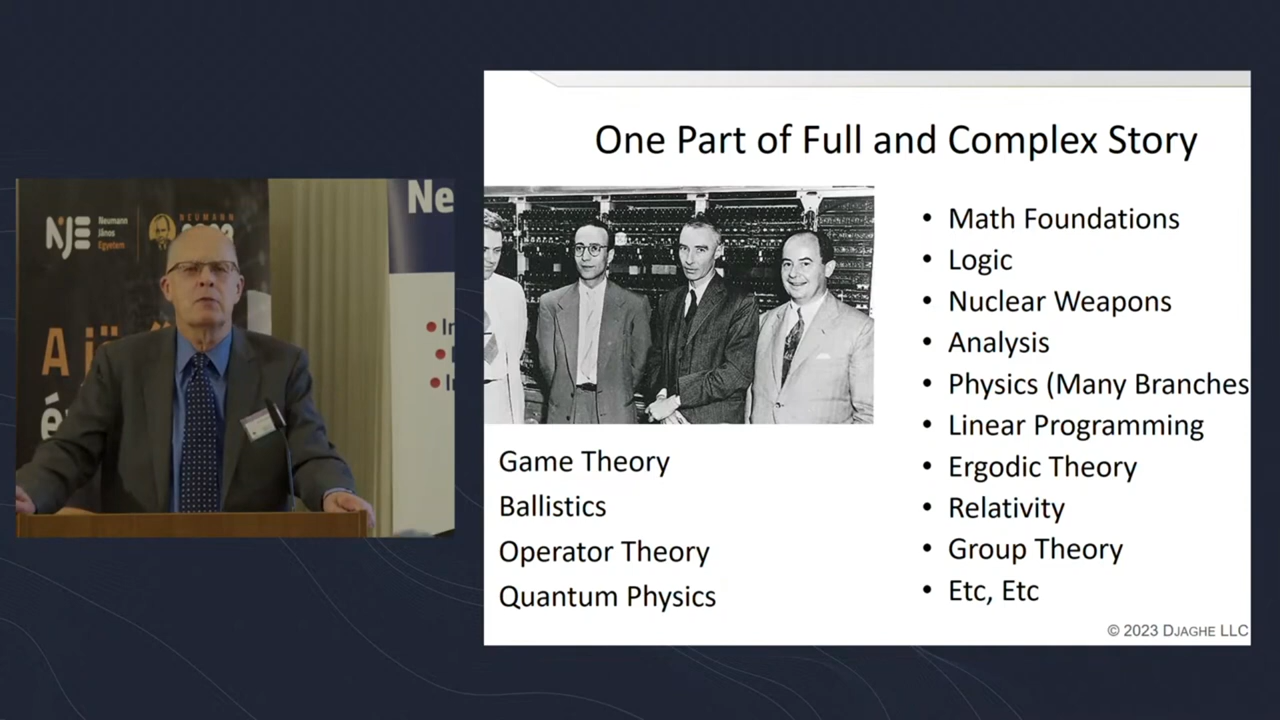 NJE
Neumann
János
Egyetem
NEUMANN
Ne
One Part of Full and Complex Story
• Math Foundations
• Logic
• Nuclear Weapons
• Analysis
• Physics (Many Branches
• Linear Programming
• Ergodic Theory
• Relativity
• Group Theory
• Etc, Etc
Game Theory
Ballistics
Operator Theory
Quantum Physics
© 2023 DJAGHE LLC